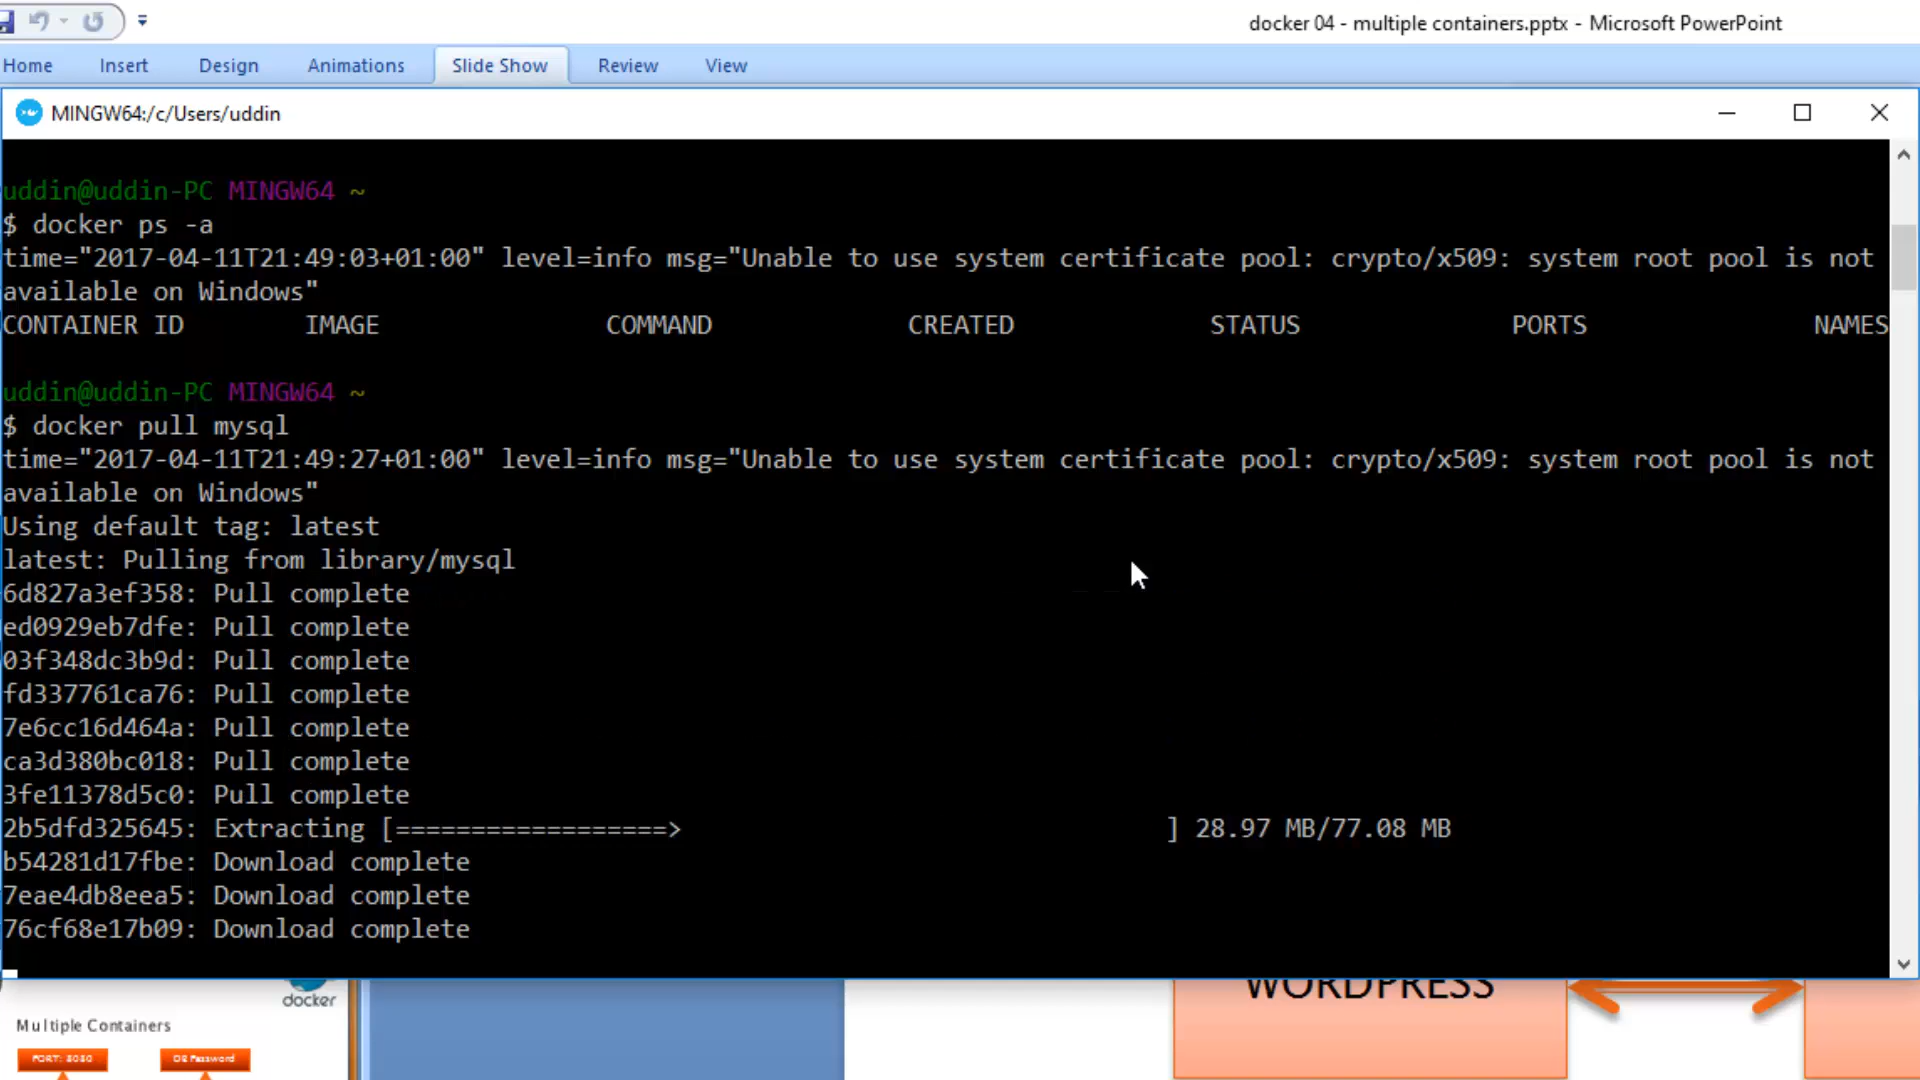 docker 04 - multiple containers.pptx - Microsoft PowerPoint
Home Insert Design Animations Slide Show Review View
MINGW64:/c/Users/uddin
uddin@uddin-PC MINGW64 ~
$ docker ps -a
time="2017-04-11T21:49:03+01:00" level=info msg="Unable to use system certificate pool: crypto/x509: system root pool is not
available on Windows"
CONTAINER ID IMAGE COMMAND CREATED STATUS PORTS NAMES
uddin@uddin-PC MINGW64 ~
$ docker pull mysql
time="2017-04-11T21:49:27+01:00" level=info msg="Unable to use system certificate pool: crypto/x509: system root pool is not
available on Windows"
Using default tag: latest
latest: Pulling from library/mysql
6d827a3ef358: Pull complete
ed0929eb7dfe: Pull complete
03f348dc3b9d: Pull complete
fd337761ca76: Pull complete
7e6cc16d464a: Pull complete
ca3d380bc018: Pull complete
3fe11378d5c0: Pull complete
2b5dfd325645: Extracting [==================> ] 28.97 MB/77.08 MB
b54281d17fbe: Download complete
7eae4db8eea5: Download complete
76cf68e17b09: Download complete
docker
WORDPRESS
Multiple Containers
PORT: 8080 DB Password